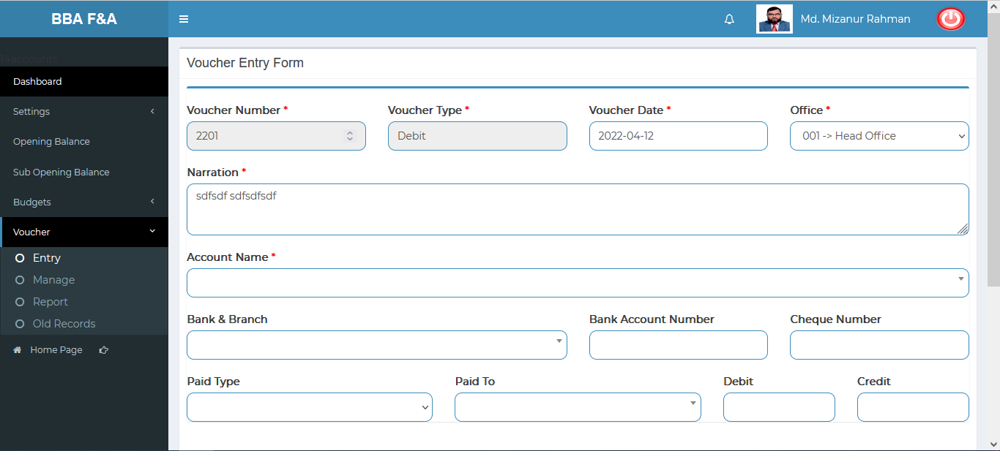 BBA F&A
Md. Mizanur Rahman
14accounts
Dashboard
Settings
Opening Balance
Sub Opening Balance
Budgets
Voucher
Entry
Manage
Report
Old Records
Home Page
Voucher Entry Form
Voucher Number * Voucher Type * Voucher Date * Office *
2201 Debit 2022-04-12 001 -> Head Office
Narration *
sdfsdf sdfsdfsdf
Account Name *
Bank & Branch Bank Account Number Cheque Number
Paid Type Paid To Debit Credit